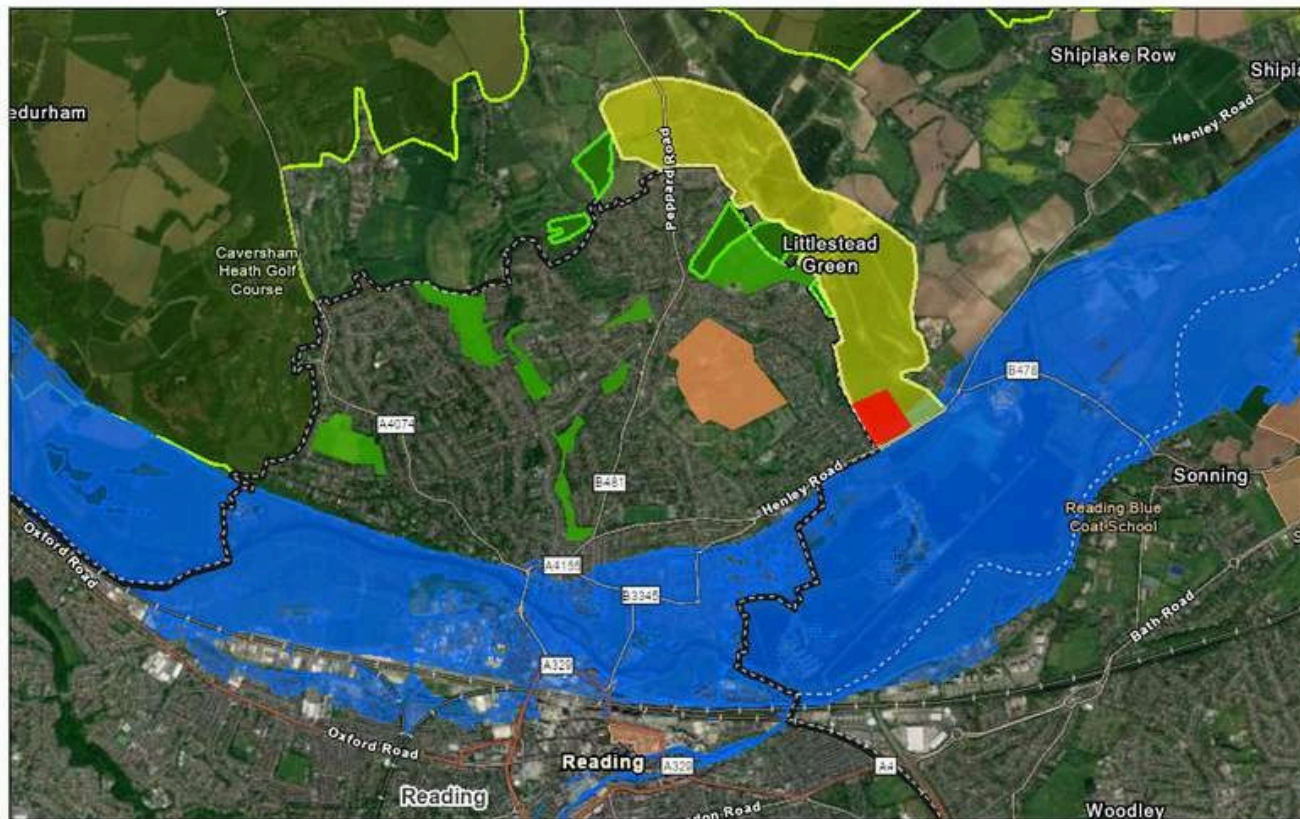 Shiplake Row
edurham
Henley Road
Peppard Road
Caversham
Heath Golf
Course
Littlestead
Green
B478
A4074
Sonning
B481
Henley Road
Reading Blue
Coat School
Oxford Road
A4155
B3345
Bath Road
A329
Oxford Road
Reading
A329
A4
Reading
Woodley